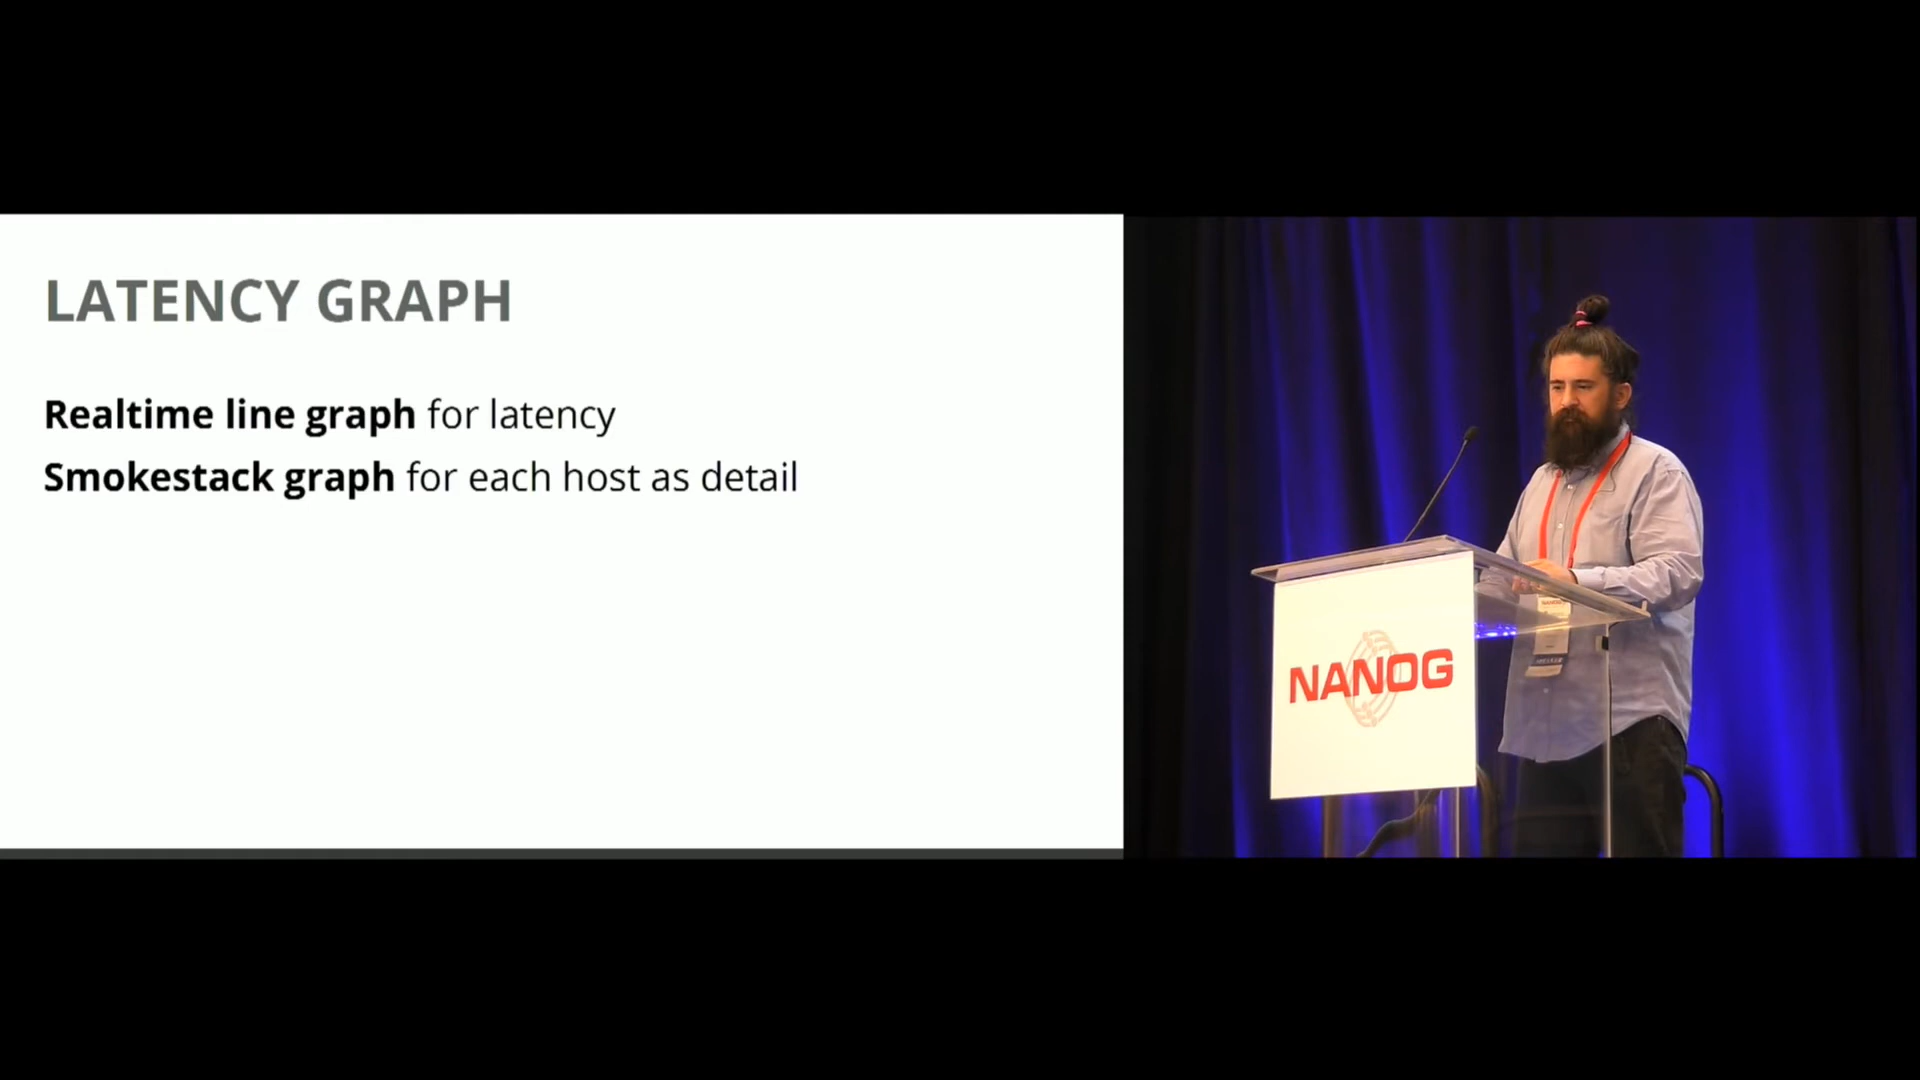 LATENCY GRAPH
Realtime line graph for latency
Smokestack graph for each host as detail
NANOG